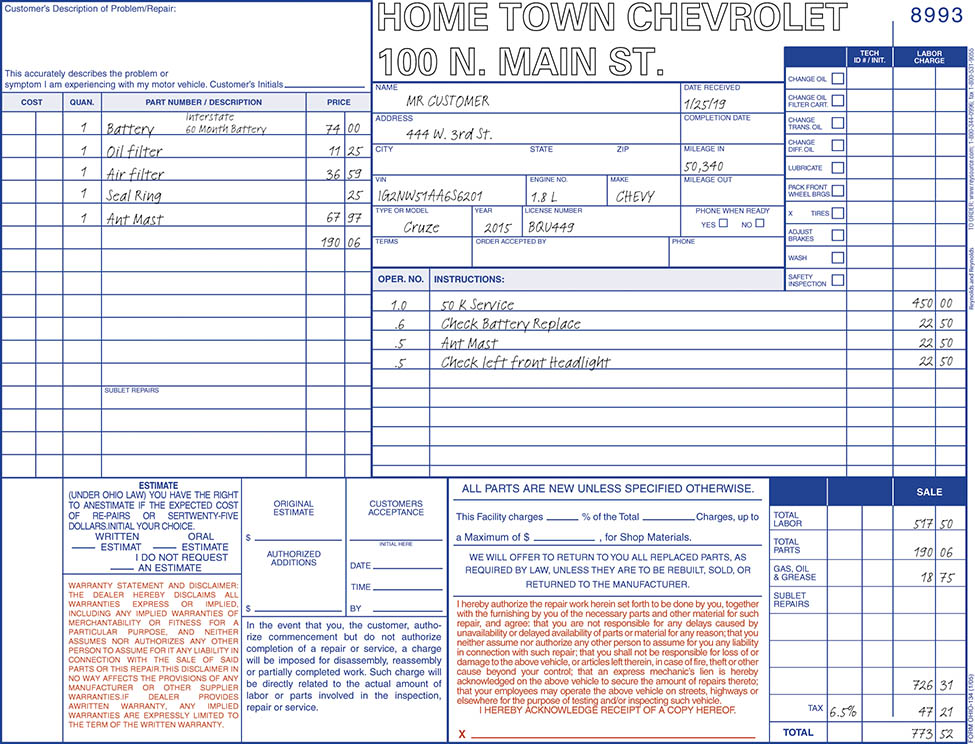 Customer's Description of Problem/Repair:
This accurately describes the problem or
symptom I am experiencing with my motor vehicle. Customer's Initials
HOME TOWN CHEVROLET
100 N. MAIN ST.
8993
TECH ID # / INIT.
LABOR CHARGE
COST QUAN. PART NUMBER / DESCRIPTION PRICE
1 Battery Interstate 60 Month Battery 74 00
1 Oil filter 11 25
1 Air filter 36 59
1 Seal Ring 25
1 Ant Mast 67 97
190 06
SUBLET REPAIRS
NAME
MR CUSTOMER
DATE RECEIVED
1/25/19
ADDRESS
444 W. 3rd St.
COMPLETION DATE
CITY STATE ZIP
MILEAGE IN
50,340
VIN
1G2NW51AA6S6201
ENGINE NO.
1.8 L
MAKE
CHEVY
MILEAGE OUT
TYPE OR MODEL
Cruze
YEAR
2015
LICENSE NUMBER
BQU449
PHONE WHEN READY
YES NO
TERMS ORDER ACCEPTED BY PHONE
CHANGE OIL
CHANGE OIL
FILTER CART.
CHANGE
TRANS. OIL
CHANGE
DIFF. OIL
LUBRICATE
PACK FRONT
WHEEL BRGS.
X TIRES
ADJUST
BRAKES
WASH
SAFETY
INSPECTION
OPER. NO. INSTRUCTIONS:
1.0 50 K Service 450 00
.6 Check Battery Replace 22 50
.5 Ant Mast 22 50
.5 Check left front Headlight 22 50
ESTIMATE
(UNDER OHIO LAW) YOU HAVE THE RIGHT
TO ANESTIMATE IF THE EXPECTED COST
OF RE-PAIRS OR SERTWENTY-FIVE
DOLLARS.INITIAL YOUR CHOICE.
WRITTEN ORAL
ESTIMAT ESTIMATE
I DO NOT REQUEST
AN ESTIMATE
WARRANTY STATEMENT AND DISCLAIMER:
THE DEALER HEREBY DISCLAIMS ALL
WARRANTIES EXPRESS OR IMPLIED,
INCLUDING ANY IMPLIED WARRANTIES OF
MERCHANTABILITY OR FITNESS FOR A
PARTICULAR PURPOSE, AND NEITHER
ASSUMES NOR AUTHORIZES ANY OTHER
PERSON TO ASSUME FOR IT ANY LIABILITY IN
CONNECTION WITH THE SALE OF SAID
PARTS OR THIS REPAIR.THIS DISCLAIMER IN
NO WAY AFFECTS THE PROVISIONS OF ANY
MANUFACTURER OR OTHER SUPPLIER
WARRANTIES.IF DEALER PROVIDES
AWRITTEN WARRANTY, ANY IMPLIED
WARRANTIES ARE EXPRESSLY LIMITED TO
THE TERM OF THE WRITTEN WARRANTY.
ORIGINAL
ESTIMATE
$
AUTHORIZED
ADDITIONS
$
CUSTOMERS
ACCEPTANCE
INITIAL HERE
DATE
TIME
BY
In the event that you, the customer, autho-
rize commencement but do not authorize
completion of a repair or service, a charge
will be imposed for disassembly, reassembly
or partially completed work. Such charge will
be directly related to the actual amount of
labor or parts involved in the inspection,
repair or service.
ALL PARTS ARE NEW UNLESS SPECIFIED OTHERWISE.
This Facility charges % of the Total Charges, up to
a Maximum of $ , for Shop Materials.
WE WILL OFFER TO RETURN TO YOU ALL REPLACED PARTS, AS
REQUIRED BY LAW, UNLESS THEY ARE TO BE REBUILT, SOLD, OR
RETURNED TO THE MANUFACTURER.
I hereby authorize the repair work herein set forth to be done by you, together
with the furnishing by you of the necessary parts and other material for such
repair, and agree: that you are not responsible for any delays caused by
unavailability or delayed availability of parts or material for any reason; that you
neither assume nor authorize any other person to assume for you any liability
in connection with such repair; that you shall not be responsible for loss of or
damage to the above vehicle, or articles left therein, in case of fire, theft or other
cause beyond your control; that an express mechanic's lien is hereby
acknowledged on the above vehicle to secure the amount of repairs thereto;
that your employees may operate the above vehicle on streets, highways or
elsewhere for the purpose of testing and/or inspecting such vehicle.
I HEREBY ACKNOWLEDGE RECEIPT OF A COPY HEREOF.
X
SALE
TOTAL
LABOR 517 50
TOTAL
PARTS 190 06
GAS, OIL
& GREASE 18 75
SUBLET
REPAIRS
726 31
TAX 6.5% 47 21
TOTAL 773 52
TO ORDER: www.reysource.com; 1-800-344-0996; fax 1-800-531-9055
Reynolds and Reynolds
FORM ORO-134 (1/05)